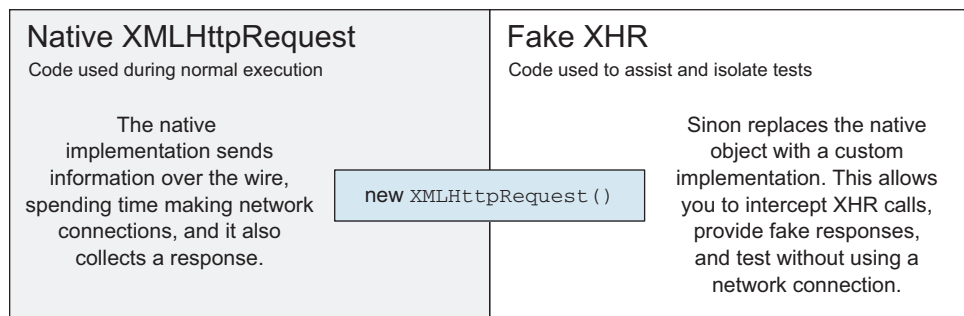 Native XMLHttpRequest
Code used during normal execution
The native
implementation sends
information over the wire,
spending time making network
connections, and it also
collects a response.
new XMLHttpRequest()
Fake XHR
Code used to assist and isolate tests
Sinon replaces the native
object with a custom
implementation. This allows
you to intercept XHR calls,
provide fake responses,
and test without using a
network connection.